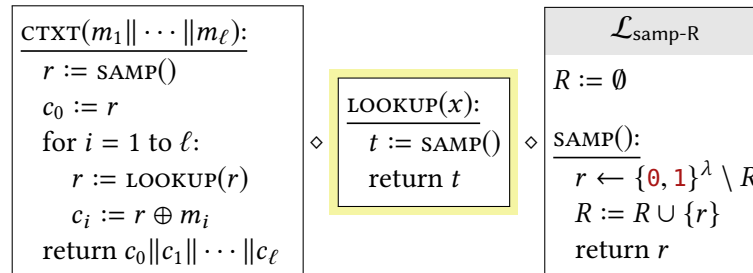 CTXT(m₁‖ · · · ‖mℓ):
r := SAMP()
c₀ := r
for i = 1 to ℓ:
r := LOOKUP(r)
cᵢ := r ⊕ mᵢ
return c₀‖c₁‖ · · · ‖cℓ
⋄
LOOKUP(x):
t := SAMP()
return t
⋄
𝓛samp-R
R := ∅
SAMP():
r ← {0, 1}^λ \ R
R := R ∪ {r}
return r